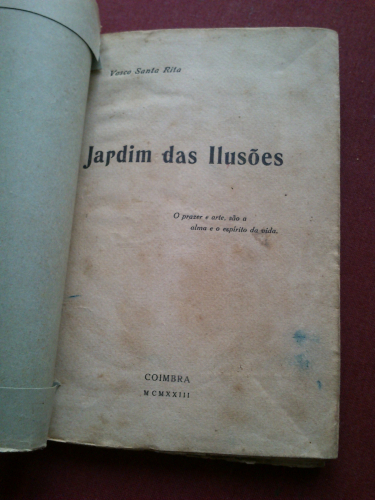 Vasco Santa Rita
Jardim das Ilusões
O prazer e arte, são a
alma e o espírito da vida.
COIMBRA
MCMXXIII